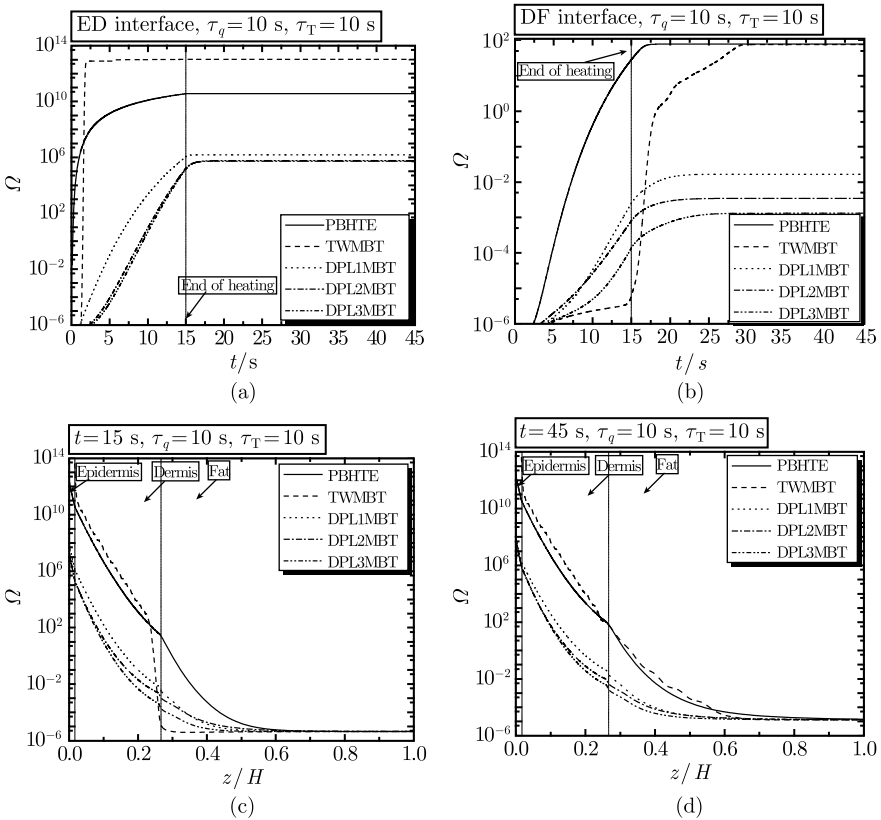 ED interface, τq=10 s, τT=10 s
10^14
10^10
10^6
10^2
10^−2
10^−6
Ω
PBHTE
TWMBT
DPL1MBT
DPL2MBT
DPL3MBT
End of heating
0 5 10 15 20 25 30 35 40 45
t/s
(a)
DF interface, τq=10 s, τT=10 s
10^2
10^0
10^−2
10^−4
10^−6
Ω
End of heating
PBHTE
TWMBT
DPL1MBT
DPL2MBT
DPL3MBT
0 5 10 15 20 25 30 35 40 45
t/s
(b)
t=15 s, τq=10 s, τT=10 s
10^14
10^10
10^6
10^2
10^−2
10^−6
Ω
Epidermis Dermis Fat
PBHTE
TWMBT
DPL1MBT
DPL2MBT
DPL3MBT
0.0 0.2 0.4 0.6 0.8 1.0
z/H
(c)
t=45 s, τq=10 s, τT=10 s
10^14
10^10
10^6
10^2
10^−2
10^−6
Ω
Epidermis Dermis Fat
PBHTE
TWMBT
DPL1MBT
DPL2MBT
DPL3MBT
0.0 0.2 0.4 0.6 0.8 1.0
z/H
(d)